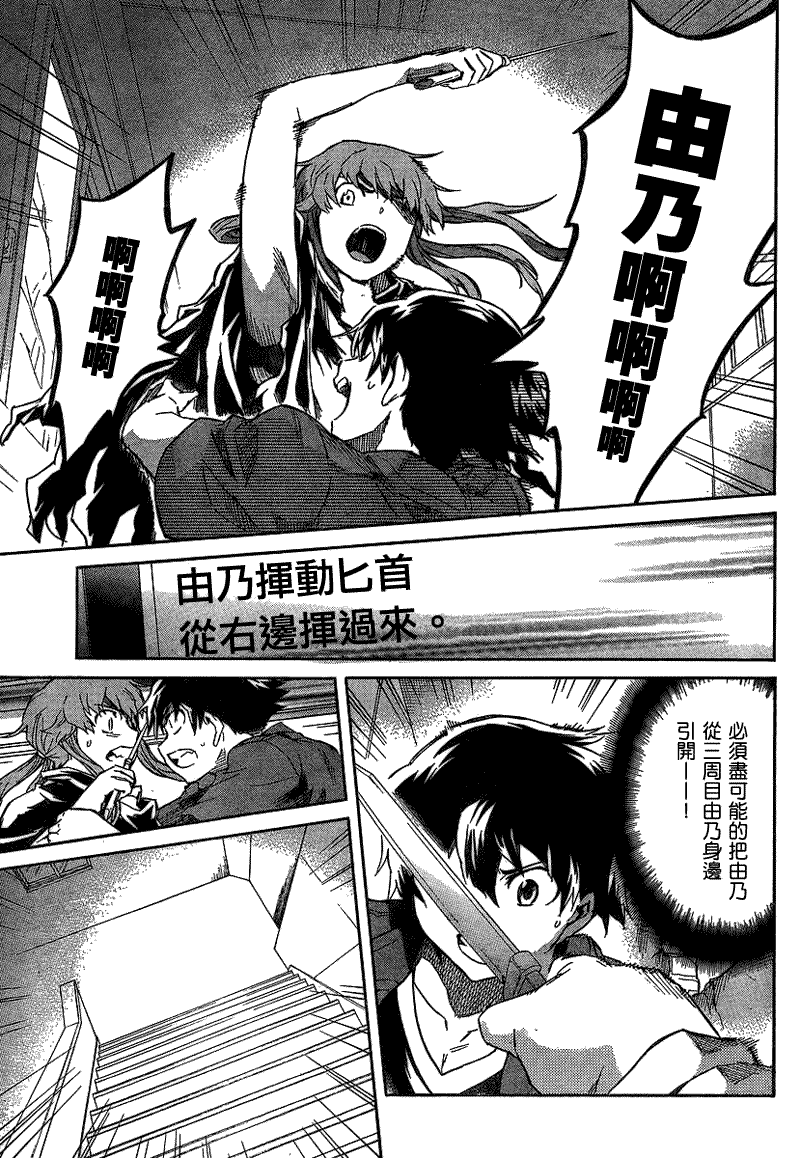 由乃啊啊啊啊
啊啊啊啊
由乃揮動匕首
從右邊揮過來。
必須盡可能的把由乃
從三周目由乃身邊
引開——！